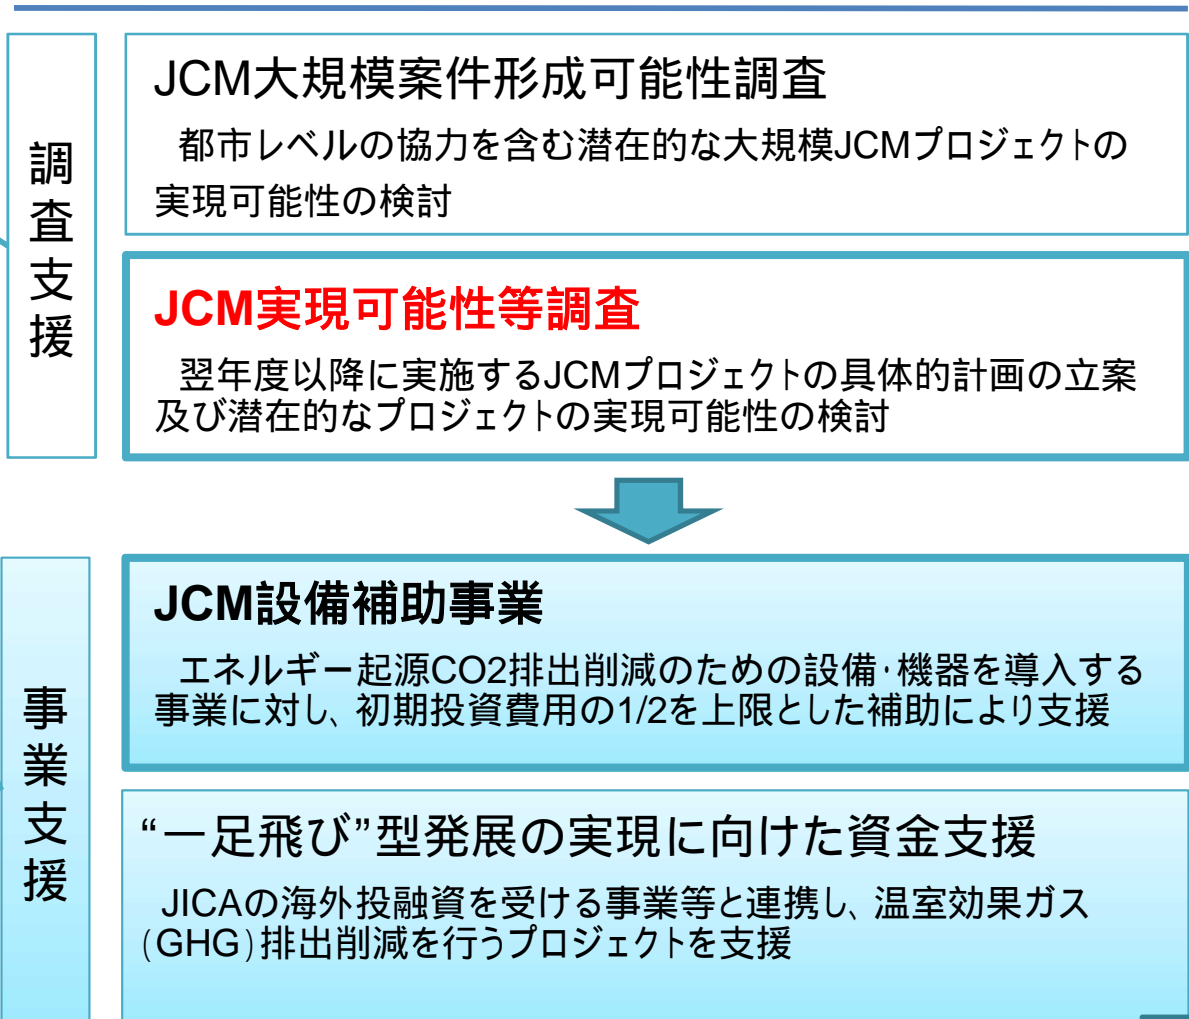 調査支援
JCM大規模案件形成可能性調査
都市レベルの協力を含む潜在的な大規模JCMプロジェクトの
実現可能性の検討
JCM実現可能性等調査
翌年度以降に実施するJCMプロジェクトの具体的計画の立案
及び潜在的なプロジェクトの実現可能性の検討
事業支援
JCM設備補助事業
エネルギー起源CO2排出削減のための設備・機器を導入する
事業に対し、初期投資費用の1/2を上限とした補助により支援
“一足飛び”型発展の実現に向けた資金支援
JICAの海外投融資を受ける事業等と連携し、温室効果ガス
(GHG)排出削減を行うプロジェクトを支援